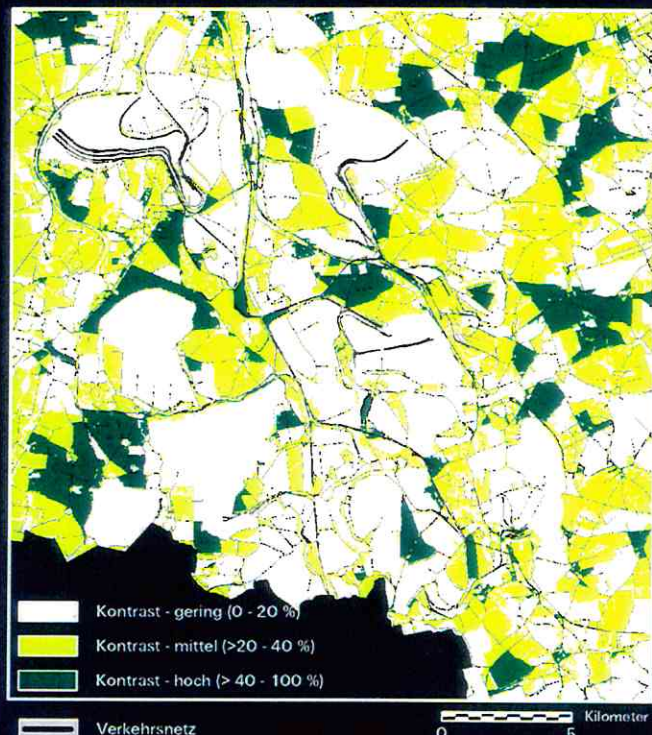 Kontrast - gering (0 - 20 %)
Kontrast - mittel (>20 - 40 %)
Kontrast - hoch (> 40 - 100 %)
Verkehrsnetz
Kilometer
0 5